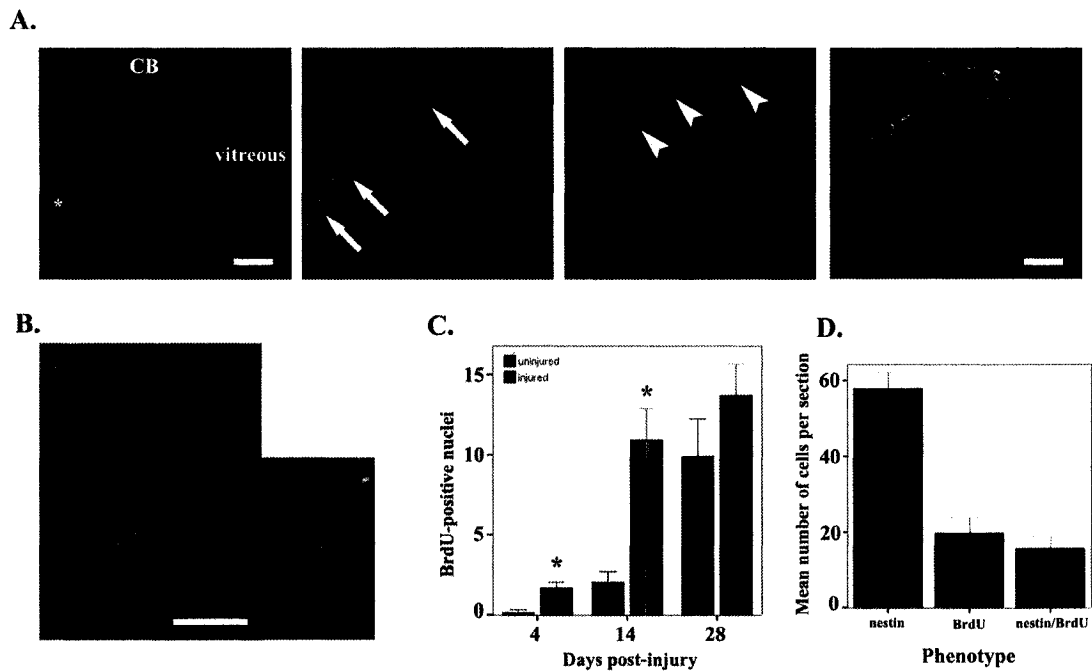 A.
CB
vitreous
*
B.
C.
uninjured
injured
*
*
15
10
5
0
4
14
28
BrdU-positive nuclei
Days post-injury
D.
60
40
20
0
Mean number of cells per section
nestin
BrdU
nestin/BrdU
Phenotype